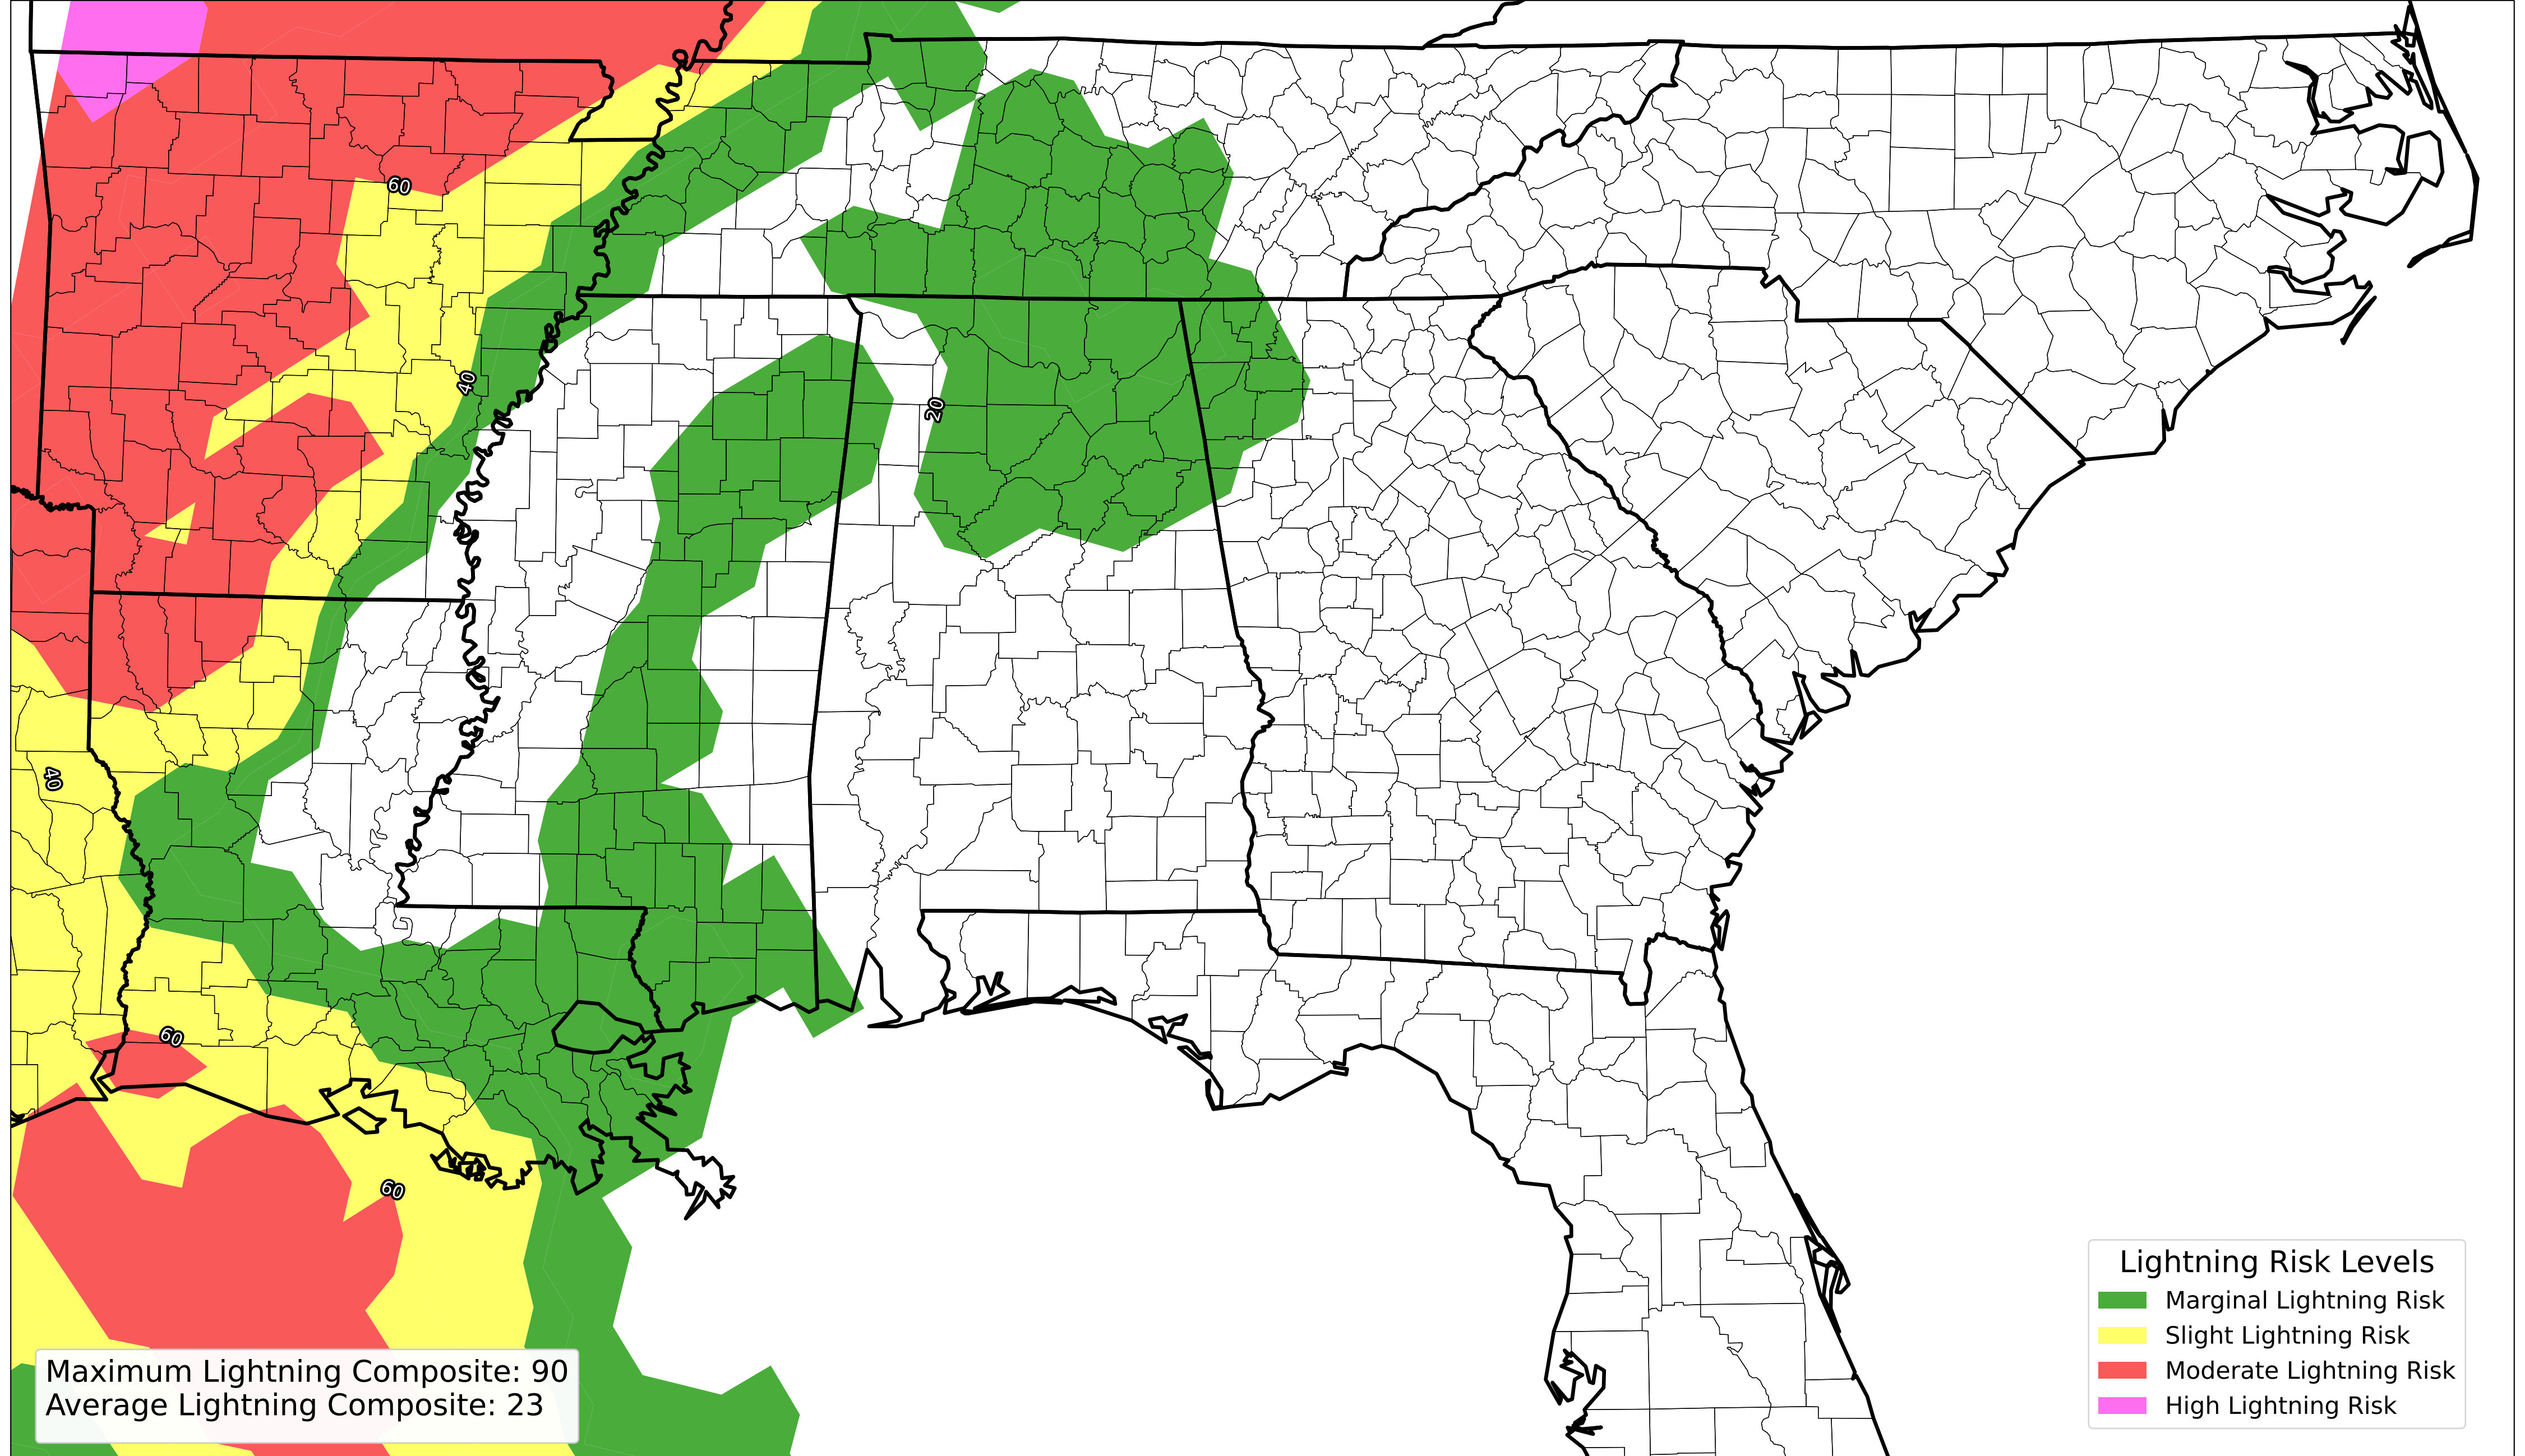 60
40
20
40
60
60
Lightning Risk Levels
Marginal Lightning Risk
Slight Lightning Risk
Moderate Lightning Risk
High Lightning Risk
Maximum Lightning Composite: 90
Average Lightning Composite: 23